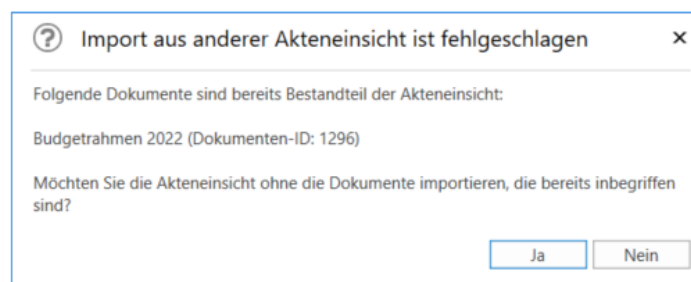 Import aus anderer Akteneinsicht ist fehlgeschlagen
Folgende Dokumente sind bereits Bestandteil der Akteneinsicht:
Budgetrahmen 2022 (Dokumenten-ID: 1296)
Möchten Sie die Akteneinsicht ohne die Dokumente importieren, die bereits inbegriffen
sind?
Ja Nein